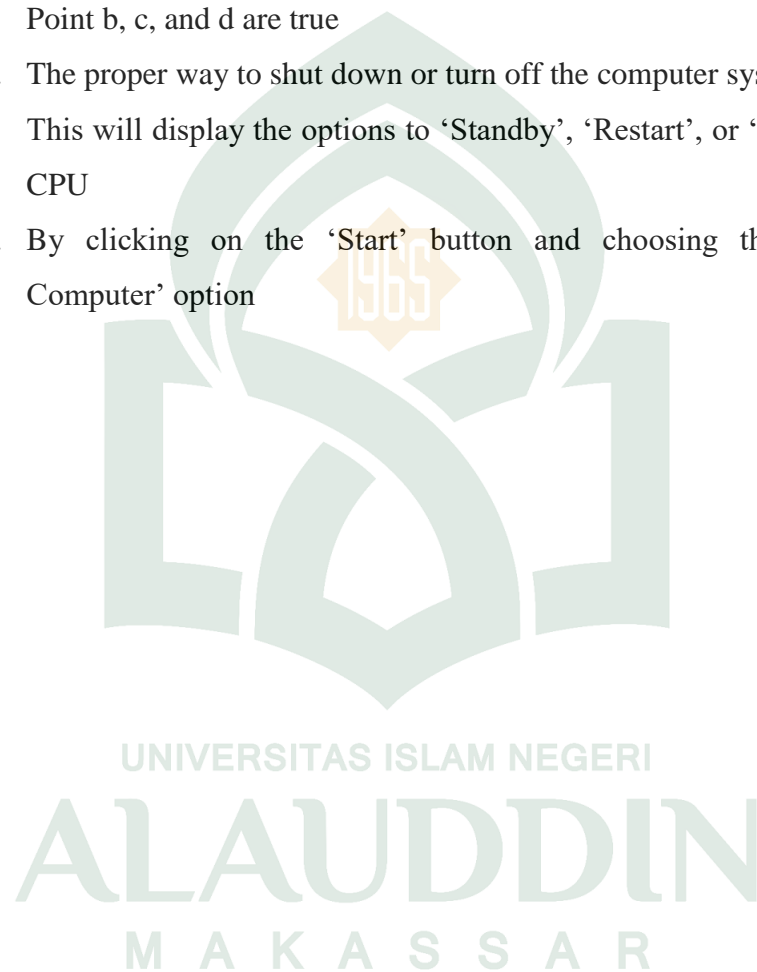 Point b, c, and d are true
The proper way to shut down or turn off the computer
This will display the options to ‘Standby’, ‘Restart’, or ‘
CPU
By clicking on the ‘Start’ button and choosing
Computer’ option
1965
UNIVERSITAS ISLAM NEGERI
ALAUDDIN
MAKASSAR